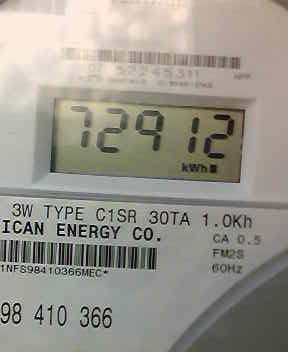 72912
kWh
3W TYPE C1SR 30TA 1.0Kh
ICAN ENERGY CO.
CA 0.5
FM2S
1NFS98410366MEC*
60Hz
98 410 366